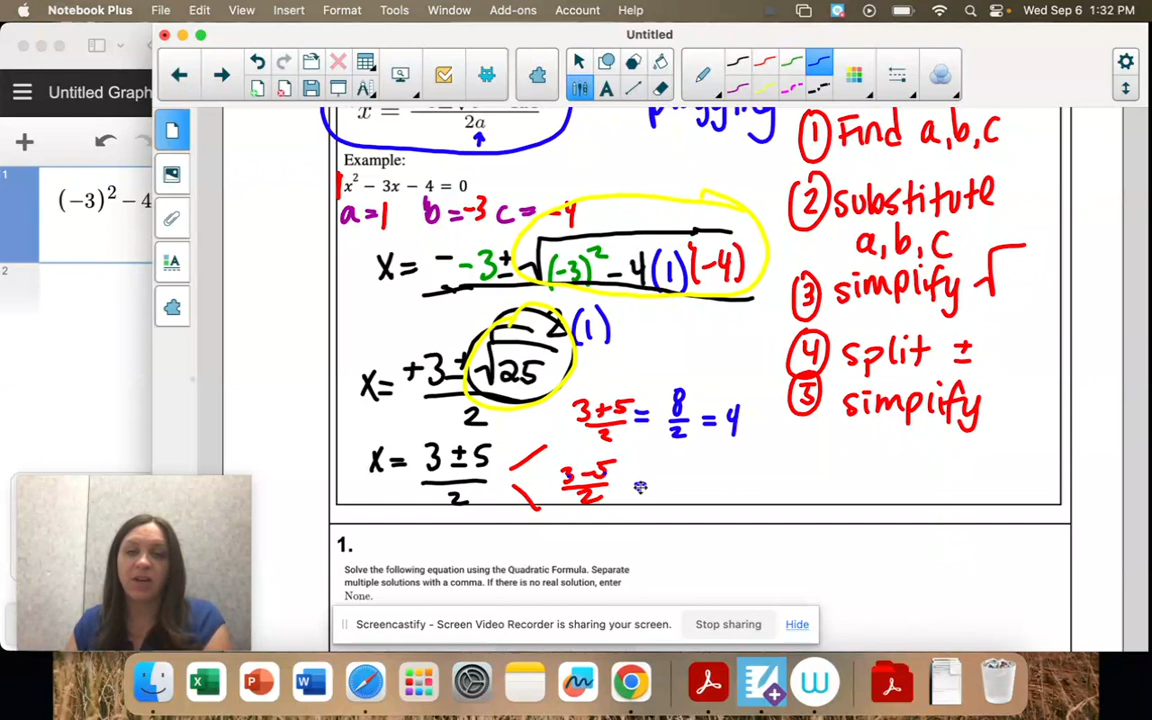 Notebook Plus File Edit View Insert Format Tools Window Add-ons Account Help Wed Sep 6 1:32 PM
Untitled
Untitled Graph
1
(-3)² - 4
2
x =
2a
plugging
Example:
1x² − 3x − 4 = 0
a = 1 b = -3 c = -4
x = - -3 ± √(-3)² - 4(1)(-4)
2(1)
x = +3 ± √25
2
x = 3 ± 5
2
3+5
2
= 8
2
= 4
3-5
2
① Find a, b, c
② substitute
a, b, c
③ simplify √
④ split ±
⑤ simplify
1.
Solve the following equation using the Quadratic Formula. Separate
multiple solutions with a comma. If there is no real solution, enter
None.
Screencastify - Screen Video Recorder is sharing your screen. Stop sharing Hide